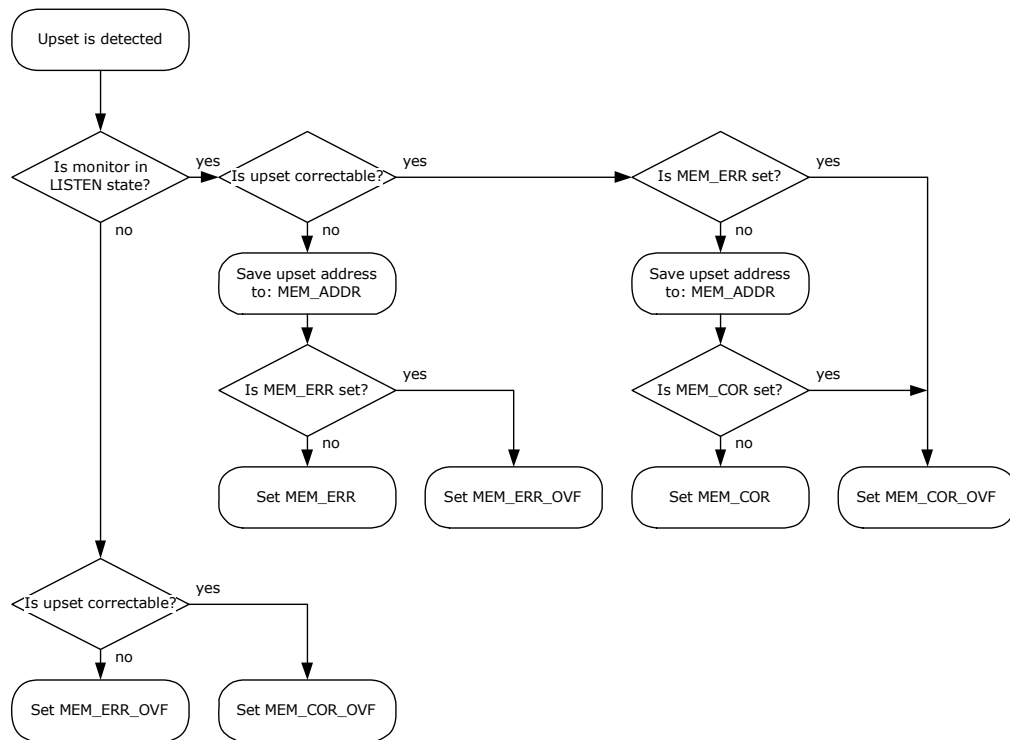 Upset is detected
Is monitor in
LISTEN state?
yes
no
Is upset correctable?
yes
no
Save upset address
to: MEM_ADDR
Is MEM_ERR set?
yes
no
Set MEM_ERR
Set MEM_ERR_OVF
Is MEM_ERR set?
yes
no
Save upset address
to: MEM_ADDR
Is MEM_COR set?
yes
no
Set MEM_COR
Set MEM_COR_OVF
Is upset correctable?
yes
no
Set MEM_ERR_OVF
Set MEM_COR_OVF